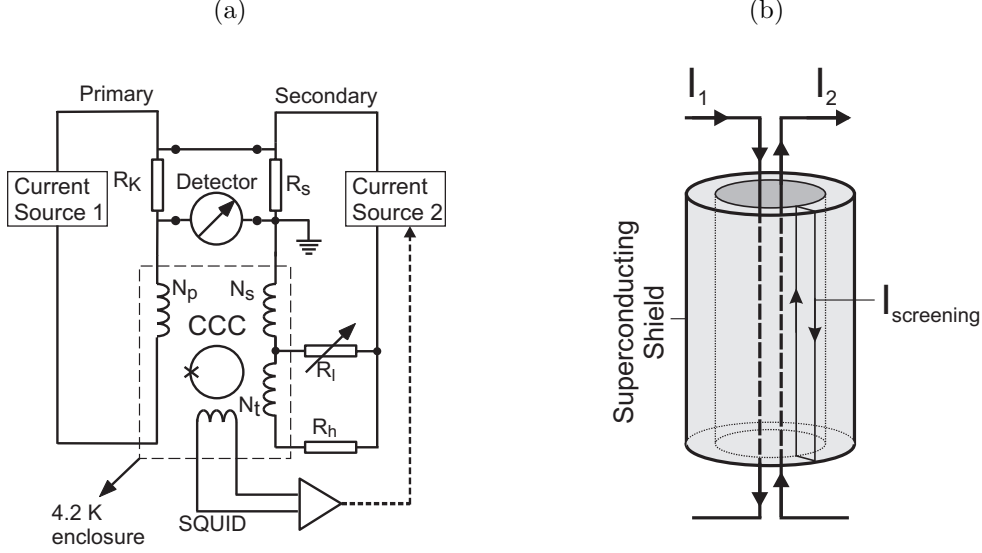 (a)
Primary
Secondary
Current
Source 1
R_K
Detector
R_s
Current
Source 2
N_p
N_s
CCC
R_l
N_t
R_h
4.2 K
enclosure
SQUID
(b)
I_1
I_2
Superconducting
Shield
I_screening